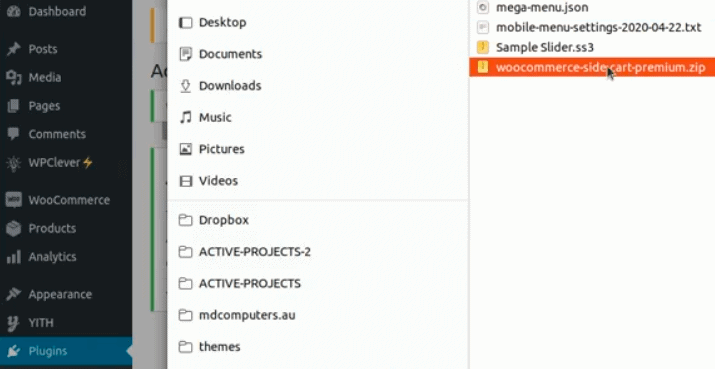 Dashboard
Posts
Media
Pages
Comments
WPClever⚡
WooCommerce
Products
Analytics
Appearance
YITH
Plugins
Desktop
Documents
Downloads
Music
Pictures
Videos
Dropbox
ACTIVE-PROJECTS-2
ACTIVE-PROJECTS
mdcomputers.au
themes
mega-menu.json
mobile-menu-settings-2020-04-22.txt
Sample Slider.ss3
woocommerce-side-cart-premium.zip